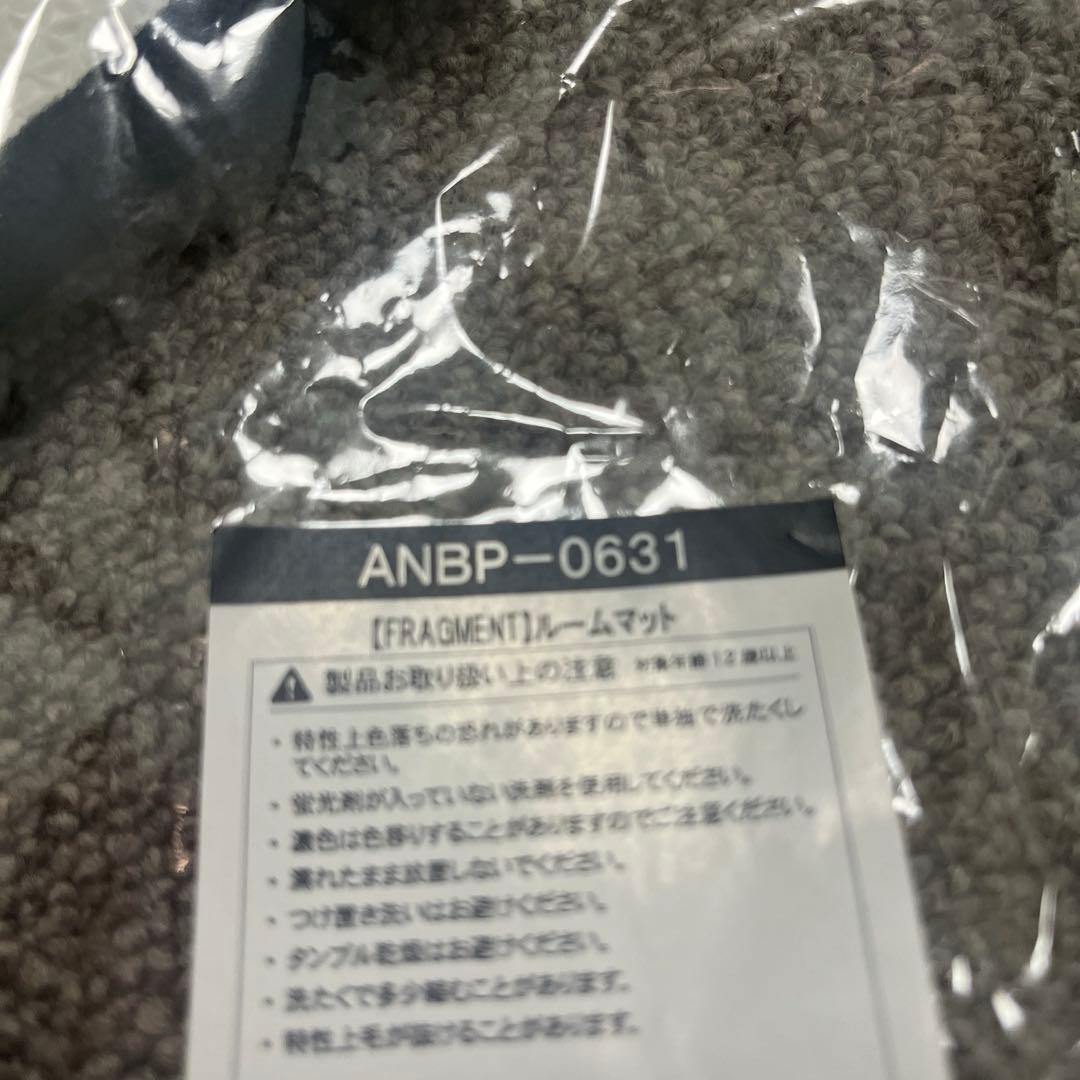 ANBP-0631
【FRAGMENT】ルームマット
製品お取り扱い上の注意 対象年齢12歳以上
・特性上色落ちの恐れがありますので単独で洗たくし
てください。
・蛍光剤が入っていない洗剤を使用してください。
・濃色は色移りすることがありますのでご注意ください。
・濡れたまま放置しないでください。
・つけ置き洗いはお避けください。
・タンブル乾燥はお避けください。
・洗たくで多少縮むことがあります。
・特性上毛が抜けることがあります。